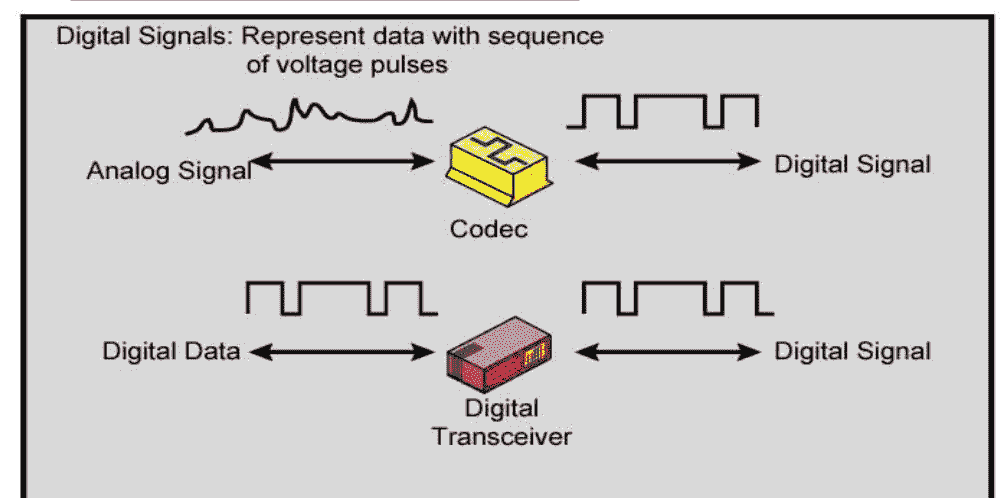 Digital Signals: Represent data with sequence
of voltage pulses
Analog Signal
Digital Signal
Codec
Digital Data
Digital Signal
Digital
Transceiver